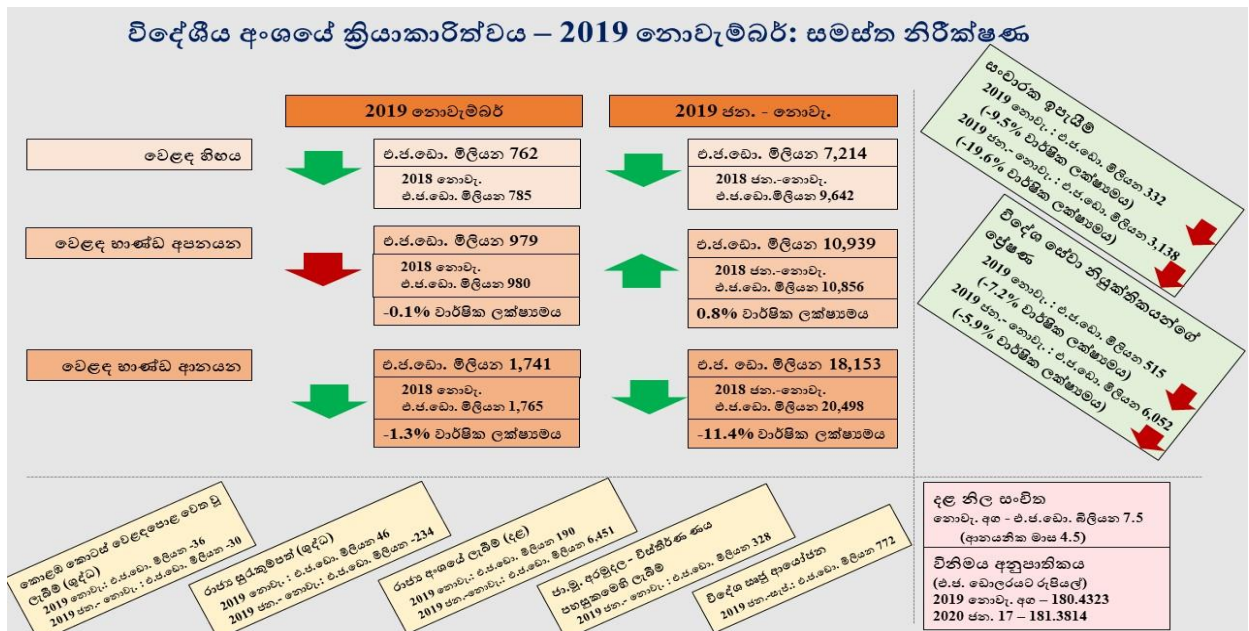 විදේශීය අංශයේ ක්‍රියාකාරිත්වය – 2019 නොවැම්බර්: සමස්ත නිරීක්ෂණ
2019 නොවැම්බර්
2019 ජන. - නොවැ.
වෙළඳ හිඟය
එ.ජ.ඩො. මිලියන 762
2018 නොවැ.
එ.ජ.ඩො. මිලියන 785
එ.ජ.ඩො. මිලියන 7,214
2018 ජන.-නොවැ.
එ.ජ.ඩො.මිලියන 9,642
වෙළඳ භාණ්ඩ අපනයන
එ.ජ.ඩො. මිලියන 979
2018 නොවැ.
එ.ජ.ඩො. මිලියන 980
-0.1% වාර්ෂික ලක්ෂ්‍යමය
එ.ජ.ඩො. මිලියන 10,939
2018 ජන.-නොවැ.
එ.ජ.ඩො. මිලියන 10,856
0.8% වාර්ෂික ලක්ෂ්‍යමය
වෙළඳ භාණ්ඩ ආනයන
එ.ජ.ඩො. මිලියන 1,741
2018 නොවැ.
එ.ජ.ඩො. මිලියන 1,765
-1.3% වාර්ෂික ලක්ෂ්‍යමය
එ.ජ. ඩො. මිලියන 18,153
2018 ජන.-නොවැ.
එ.ජ.ඩො. මිලියන 20,498
-11.4% වාර්ෂික ලක්ෂ්‍යමය
සංචාරක ඉපැයීම්
2019 නොවැ. : එ.ජ.ඩො. මිලියන 332
(-9.5% වාර්ෂික ලක්ෂ්‍යමය)
2019 ජන.- නොවැ. : එ.ජ.ඩො. මිලියන 3,138
(-19.6% වාර්ෂික ලක්ෂ්‍යමය)
විදේශ සේවා නියුක්තිකයන්ගේ
ප්‍රේෂණ
2019 නොවැ. : එ.ජ.ඩො. මිලියන 515
(-7.2% වාර්ෂික ලක්ෂ්‍යමය)
2019 ජන.- නොවැ. : එ.ජ.ඩො. මිලියන 6,052
(-5.9% වාර්ෂික ලක්ෂ්‍යමය)
කොළඹ කොටස් වෙළඳපොළ වෙත වූ
ලැබීම් (ශුද්ධ)
2019 නොවැ.: එ.ජ.ඩො. මිලියන -36
2019 ජන.- නොවැ. : එ.ජ.ඩො. මිලියන -30
රාජ්‍ය සුරැකුම්පත් (ශුද්ධ)
2019 නොවැ. : එ.ජ.ඩො. මිලියන 46
2019 ජන.- නොවැ.: එ.ජ.ඩො. මිලියන -234
රාජ්‍ය අංශයේ ලැබීම් (දළ)
2019 නොවැ.: එ.ජ.ඩො. මිලියන 190
2019 ජන.-නොවැ.: එ.ජ.ඩො. මිලියන 6,451
ජා.මූ. අරමුදල - විස්තීර්ණ ණය
පහසුකමෙහි ලැබීම්
2019 ජන.- නොවැ. : එ.ජ.ඩො. මිලියන 328
විදේශ සෘජු ආයෝජන
2019 ජන.-සැප්.: එ.ජ.ඩො. මිලියන 772
දළ නිල සංචිත
නොවැ. අග - එ.ජ.ඩො. බිලියන 7.5
(ආනයනික මාස 4.5)
විනිමය අනුපාතිකය
(එ.ජ. ඩොලරයට රුපියල්)
2019 නොවැ. අග – 180.4323
2020 ජන. 17 – 181.3814